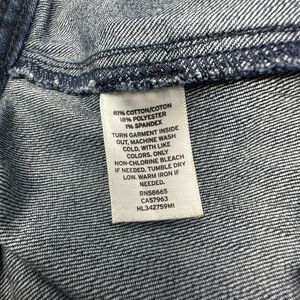 81% COTTON/COTON
18% POLYESTER
1% SPANDEX
TURN GARMENT INSIDE
OUT, MACHINE WASH
COLD, WITH LIKE
COLORS. ONLY
NON-CHLORINE BLEACH
IF NEEDED. TUMBLE DRY
LOW. WARM IRON IF
NEEDED.
RN58665
CA57963
HL342759MI